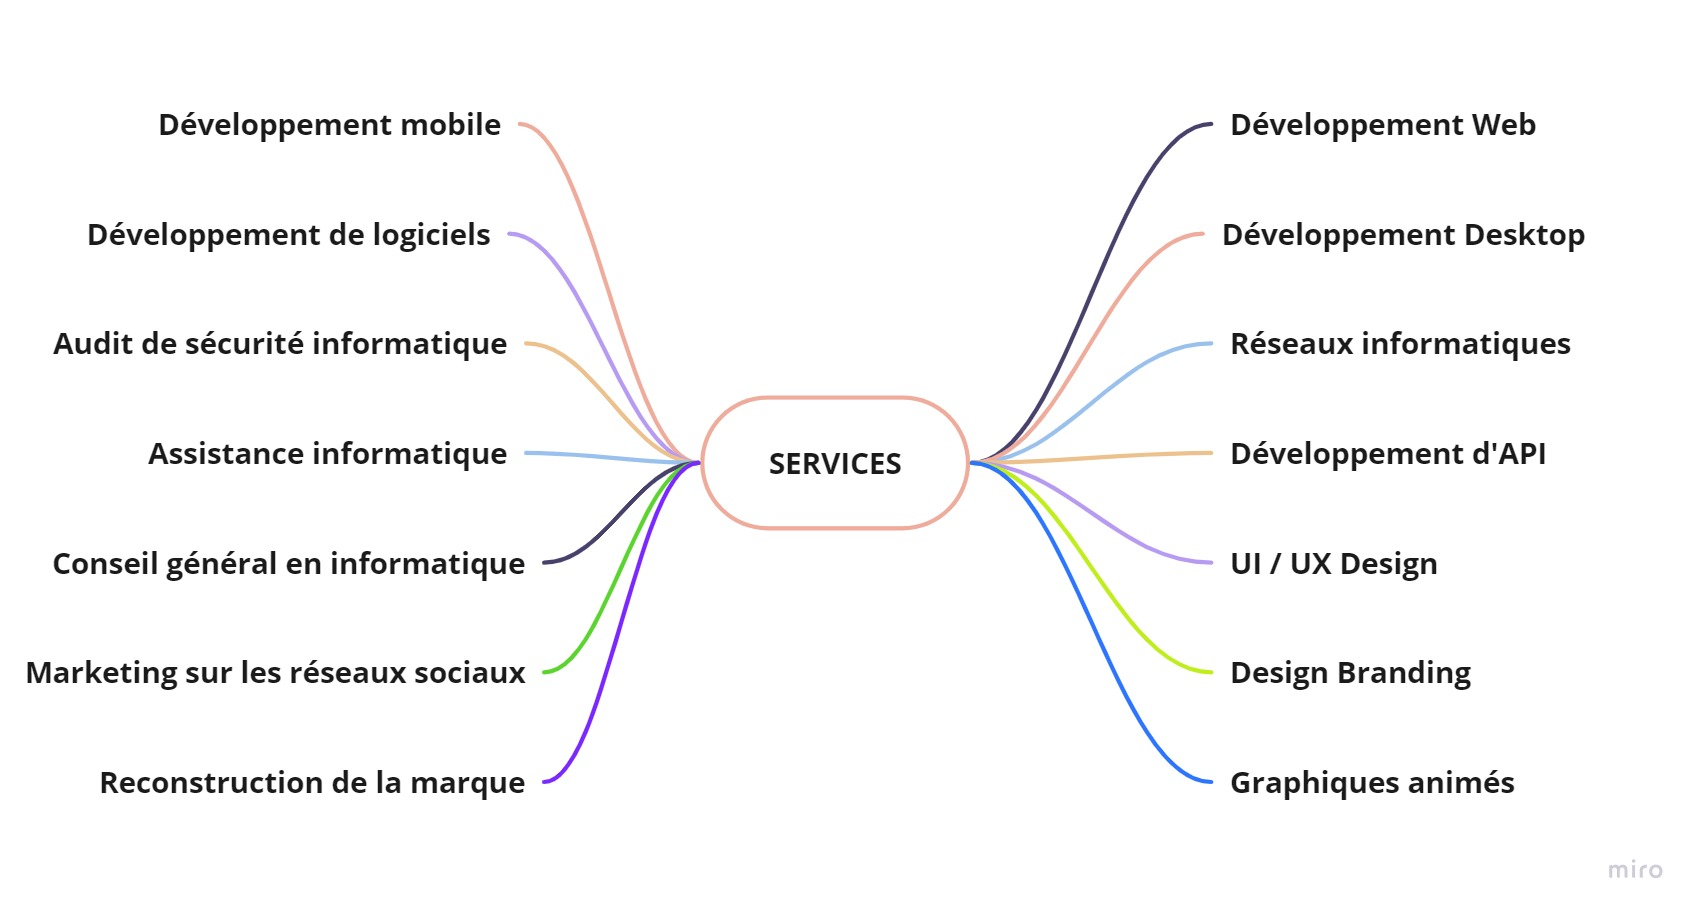 Développement mobile
Développement de logiciels
Audit de sécurité informatique
Assistance informatique
Conseil général en informatique
Marketing sur les réseaux sociaux
Reconstruction de la marque
SERVICES
Développement Web
Développement Desktop
Réseaux informatiques
Développement d'API
UI / UX Design
Design Branding
Graphiques animés
miro